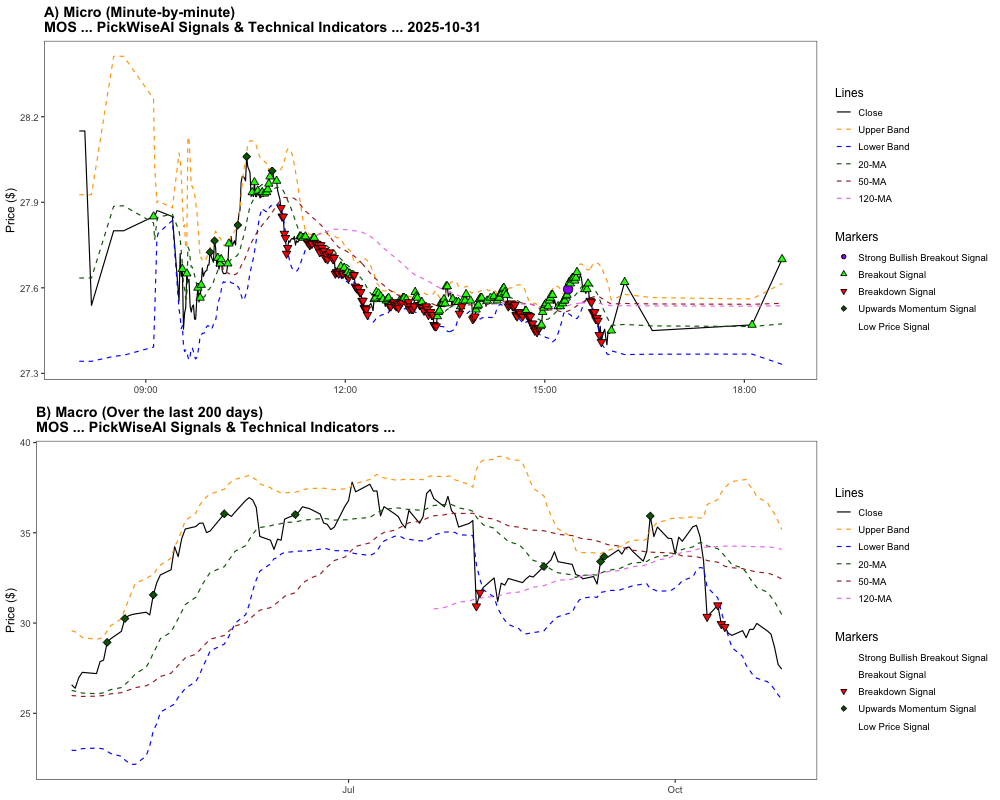 A) Micro (Minute-by-minute)
MOS ... PickWiseAI Signals & Technical Indicators ... 2025-10-31
Price ($)
28.2
27.9
27.6
27.3
09:00
12:00
15:00
18:00
Lines
Close
Upper Band
Lower Band
20-MA
50-MA
120-MA
Markers
Strong Bullish Breakout Signal
Breakout Signal
Breakdown Signal
Upwards Momentum Signal
Low Price Signal
B) Macro (Over the last 200 days)
MOS ... PickWiseAI Signals & Technical Indicators ...
Price ($)
40
35
30
25
Jul
Oct
Lines
Close
Upper Band
Lower Band
20-MA
50-MA
120-MA
Markers
Strong Bullish Breakout Signal
Breakout Signal
Breakdown Signal
Upwards Momentum Signal
Low Price Signal